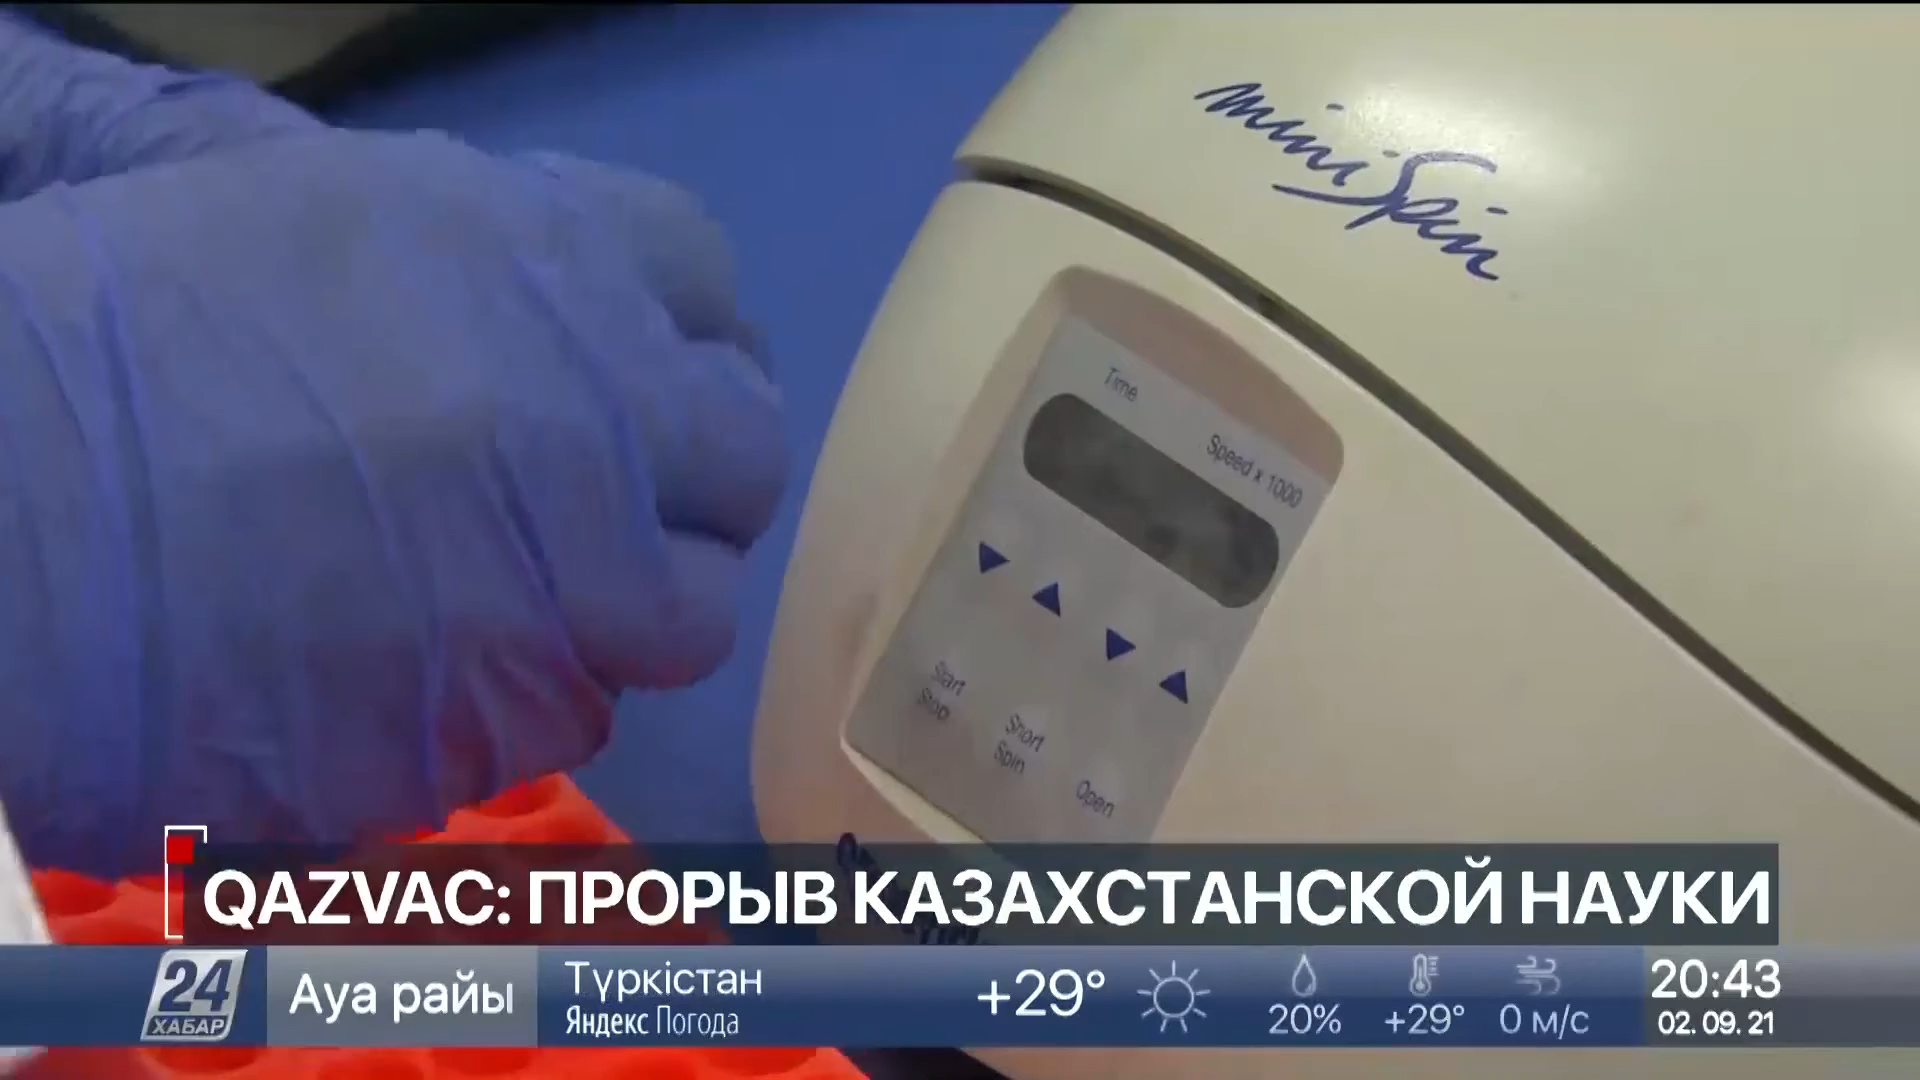 miniSpin
Time
Speed x 1000
Start
Stop
Short
Spin
Open
QAZVAC: ПРОРЫВ КАЗАХСТАНСКОЙ НАУКИ
24
ХАБАР
Ауа райы
Түркістан
Яндекс Погода
+29°
20%
+29°
0 м/с
20:43
02. 09. 21